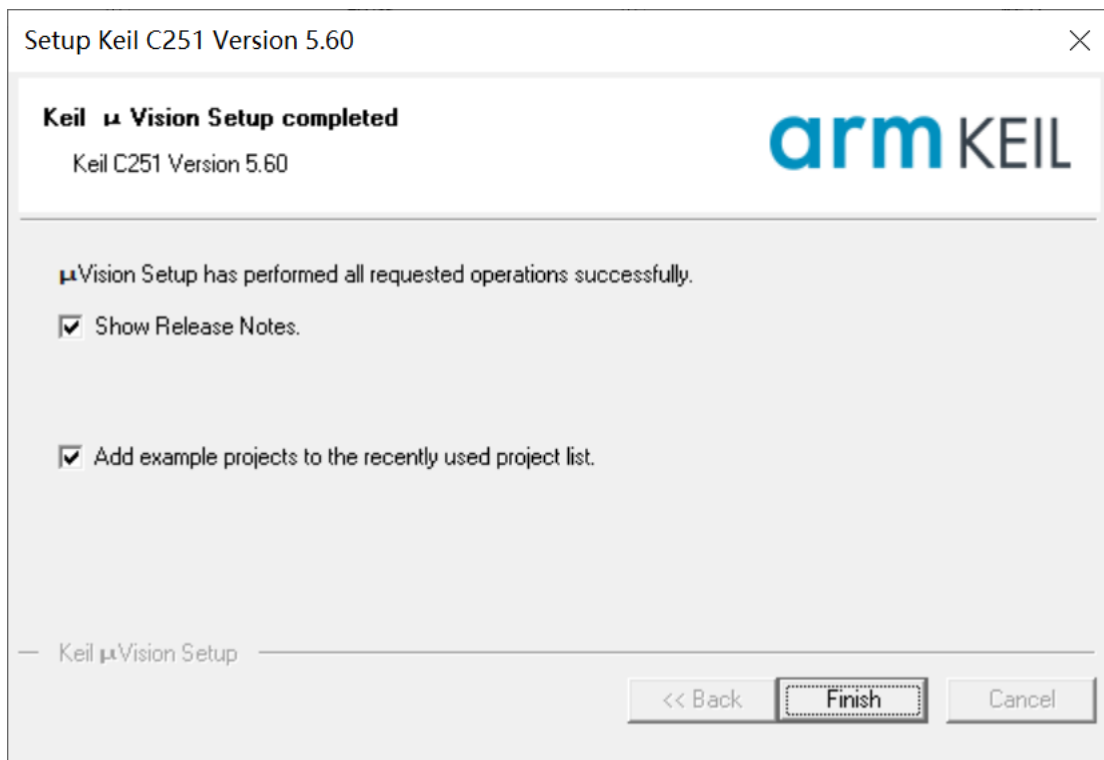 Setup Keil C251 Version 5.60
Keil μ Vision Setup completed
Keil C251 Version 5.60
arm KEIL
μVision Setup has performed all requested operations successfully.
Show Release Notes.
Add example projects to the recently used project list.
Keil μVision Setup
<< Back
Finish
Cancel